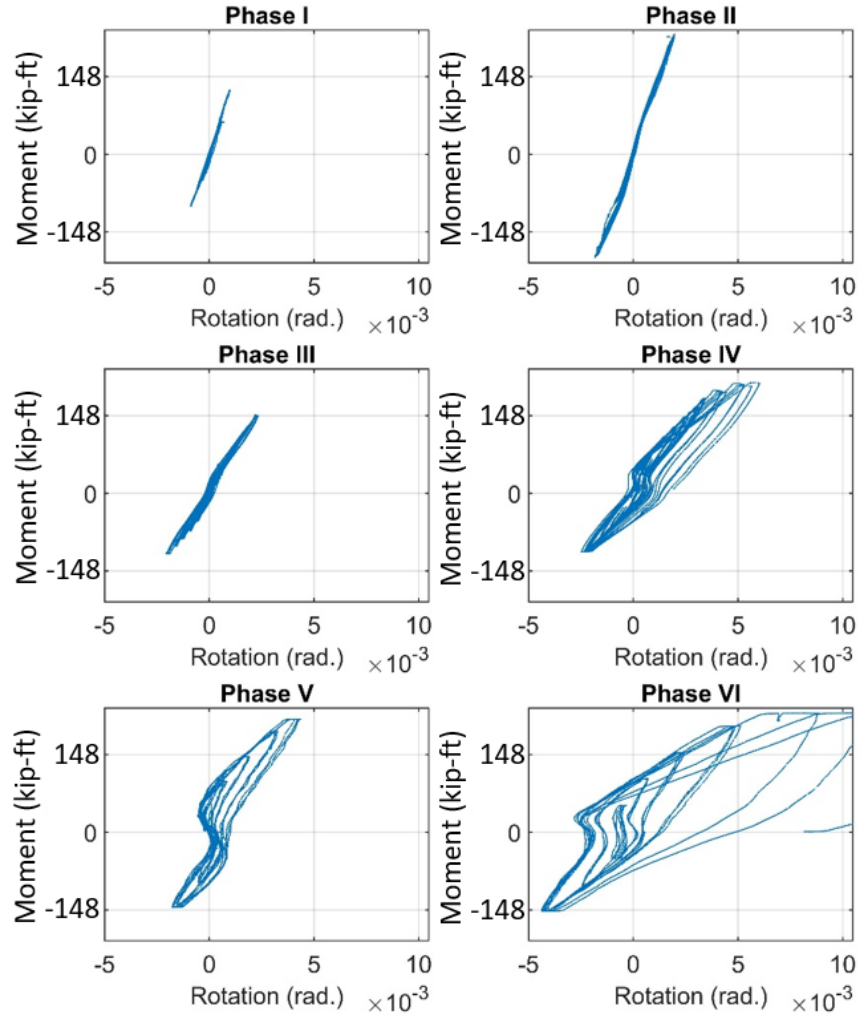 Phase I
Moment (kip-ft)
148
0
-148
-5
0
5
10
Rotation (rad.)
×10⁻³
Phase II
Moment (kip-ft)
148
0
-148
-5
0
5
10
Rotation (rad.)
×10⁻³
Phase III
Moment (kip-ft)
148
0
-148
-5
0
5
10
Rotation (rad.)
×10⁻³
Phase IV
Moment (kip-ft)
148
0
-148
-5
0
5
10
Rotation (rad.)
×10⁻³
Phase V
Moment (kip-ft)
148
0
-148
-5
0
5
10
Rotation (rad.)
×10⁻³
Phase VI
Moment (kip-ft)
148
0
-148
-5
0
5
10
Rotation (rad.)
×10⁻³